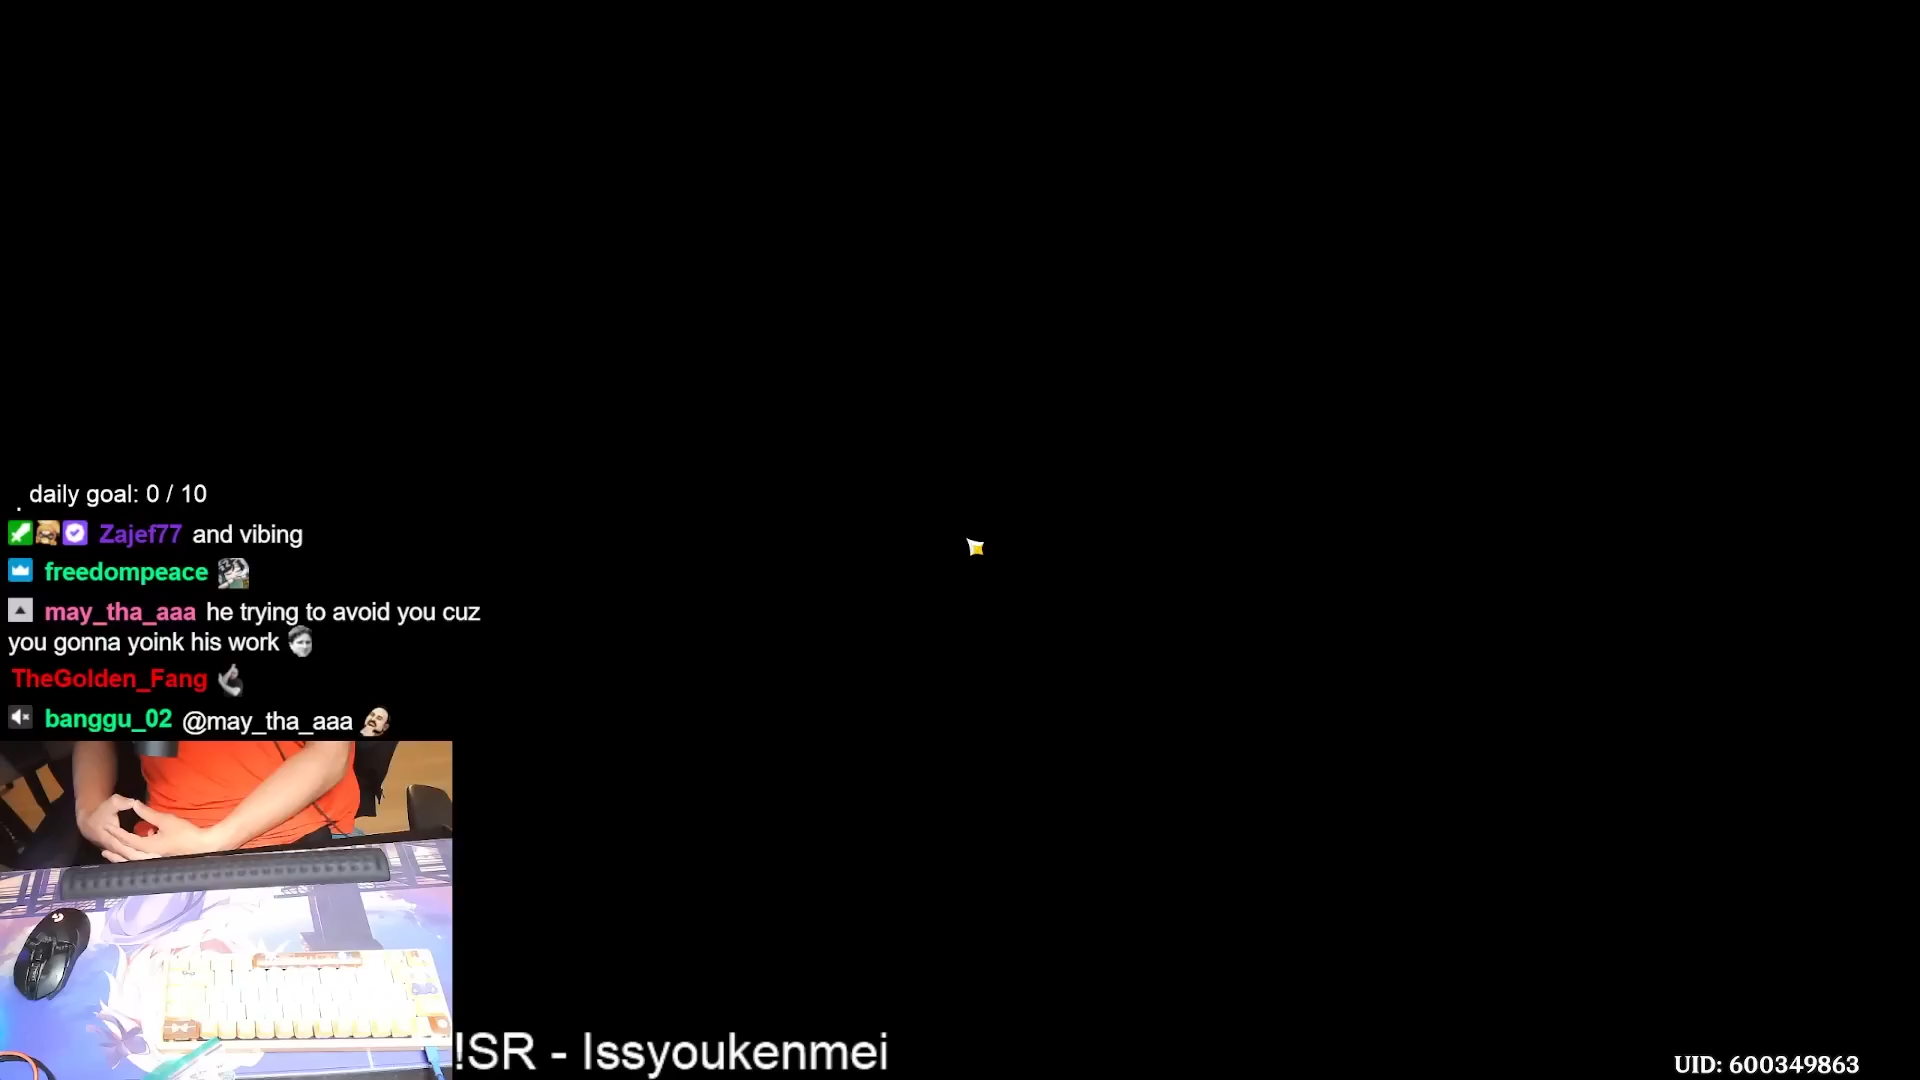 daily goal: 0 / 10
Zajef77 and vibing
freedompeace
may_tha_aaa he trying to avoid you cuz
you gonna yoink his work
TheGolden_Fang
banggu_02 @may_tha_aaa
!SR - Issyoukenmei
UID: 600349863